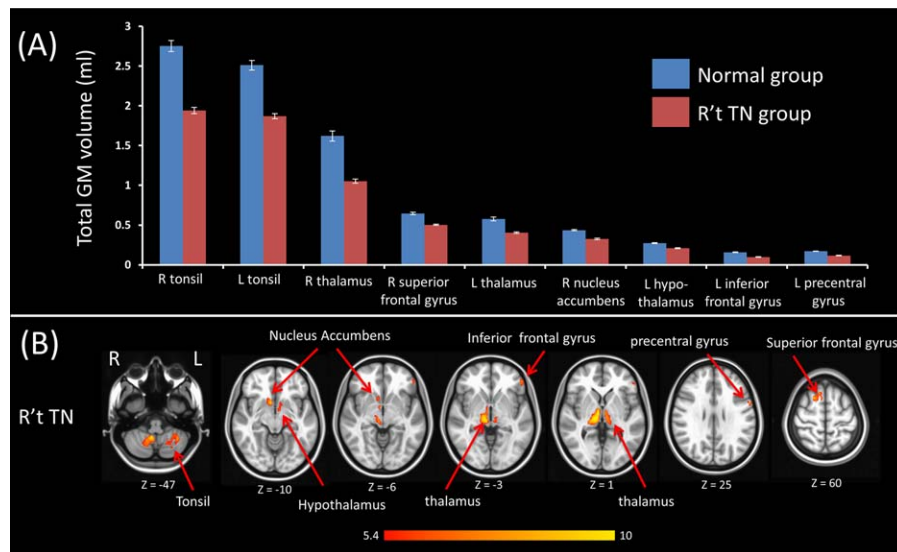 (A)
Total GM volume (ml)
3
2.5
2
1.5
1
0.5
0
Normal group
R't TN group
R tonsil
L tonsil
R thalamus
R superior
frontal gyrus
L thalamus
R nucleus
accumbens
L hypo-
thalamus
L inferior
frontal gyrus
L precentral
gyrus
(B)
Nucleus Accumbens
Inferior frontal gyrus
precentral gyrus
Superior frontal gyrus
R
L
R't TN
Z = -47
Z = -10
Z = -6
Z = -3
Z = 1
Z = 25
Z = 60
Tonsil
Hypothalamus
thalamus
thalamus
5.4
10